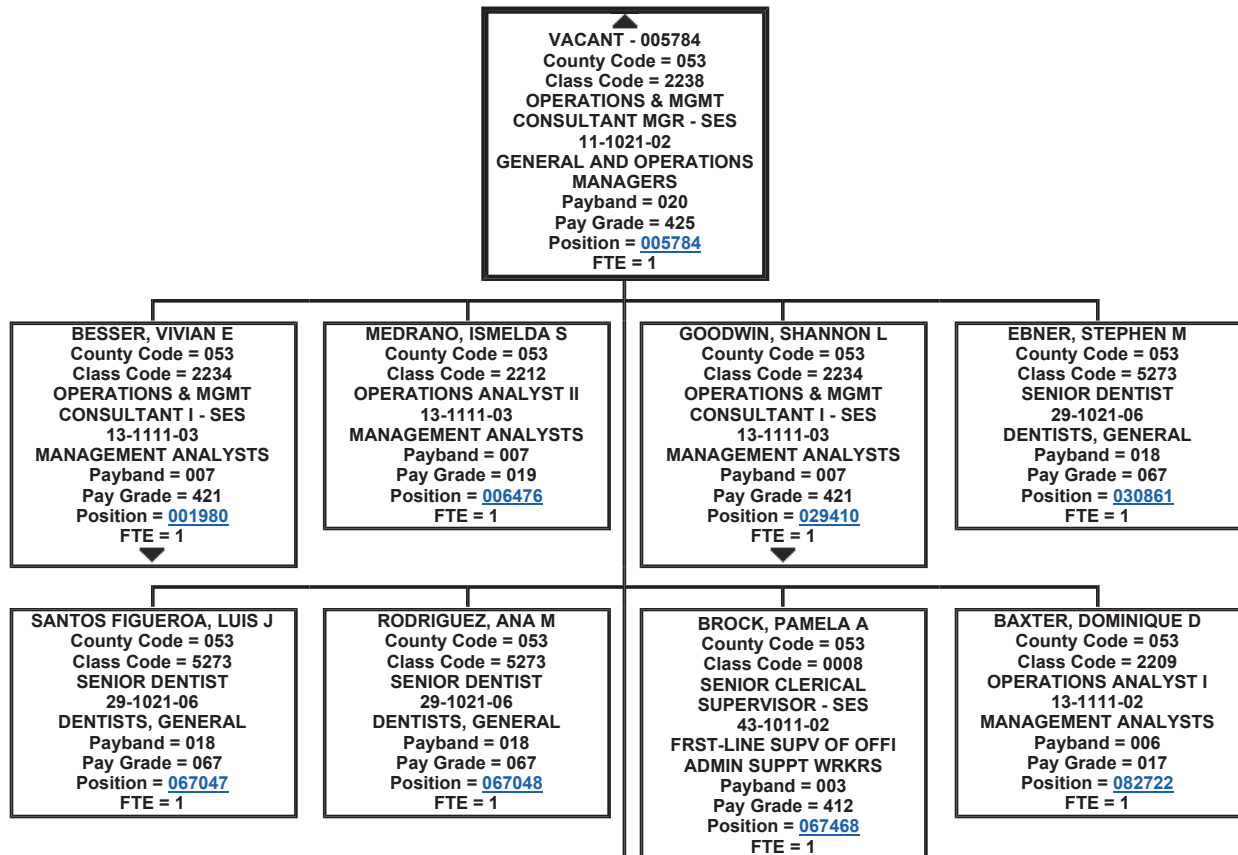 VACANT - 005784
County Code = 053
Class Code = 2238
OPERATIONS & MGMT
CONSULTANT MGR - SES
11-1021-02
GENERAL AND OPERATIONS
MANAGERS
Payband = 020
Pay Grade = 425
Position = 005784
FTE = 1
BESSER, VIVIAN E
County Code = 053
Class Code = 2234
OPERATIONS & MGMT
CONSULTANT I - SES
13-1111-03
MANAGEMENT ANALYSTS
Payband = 007
Pay Grade = 421
Position = 001980
FTE = 1
MEDRANO, ISMELDA S
County Code = 053
Class Code = 2212
OPERATIONS ANALYST II
13-1111-03
MANAGEMENT ANALYSTS
Payband = 007
Pay Grade = 019
Position = 006476
FTE = 1
GOODWIN, SHANNON L
County Code = 053
Class Code = 2234
OPERATIONS & MGMT
CONSULTANT I - SES
13-1111-03
MANAGEMENT ANALYSTS
Payband = 007
Pay Grade = 421
Position = 029410
FTE = 1
EBNER, STEPHEN M
County Code = 053
Class Code = 5273
SENIOR DENTIST
29-1021-06
DENTISTS, GENERAL
Payband = 018
Pay Grade = 067
Position = 030861
FTE = 1
SANTOS FIGUEROA, LUIS J
County Code = 053
Class Code = 5273
SENIOR DENTIST
29-1021-06
DENTISTS, GENERAL
Payband = 018
Pay Grade = 067
Position = 067047
FTE = 1
RODRIGUEZ, ANA M
County Code = 053
Class Code = 5273
SENIOR DENTIST
29-1021-06
DENTISTS, GENERAL
Payband = 018
Pay Grade = 067
Position = 067048
FTE = 1
BROCK, PAMELA A
County Code = 053
Class Code = 0008
SENIOR CLERICAL
SUPERVISOR - SES
43-1011-02
FRST-LINE SUPV OF OFFI
ADMIN SUPPT WRKRS
Payband = 003
Pay Grade = 412
Position = 067468
FTE = 1
BAXTER, DOMINIQUE D
County Code = 053
Class Code = 2209
OPERATIONS ANALYST I
13-1111-02
MANAGEMENT ANALYSTS
Payband = 006
Pay Grade = 017
Position = 082722
FTE = 1